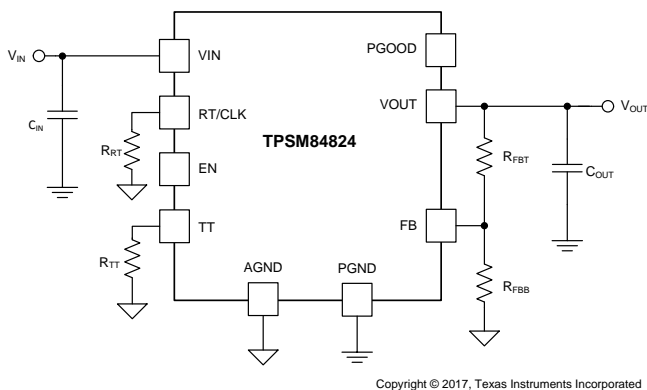 VIN
VIN
PGOOD
CIN
RT/CLK
VOUT
VOUT
TPSM84824
RRT
RFBT
COUT
EN
TT
FB
RTT
AGND
PGND
RFBB
Copyright © 2017, Texas Instruments Incorporated